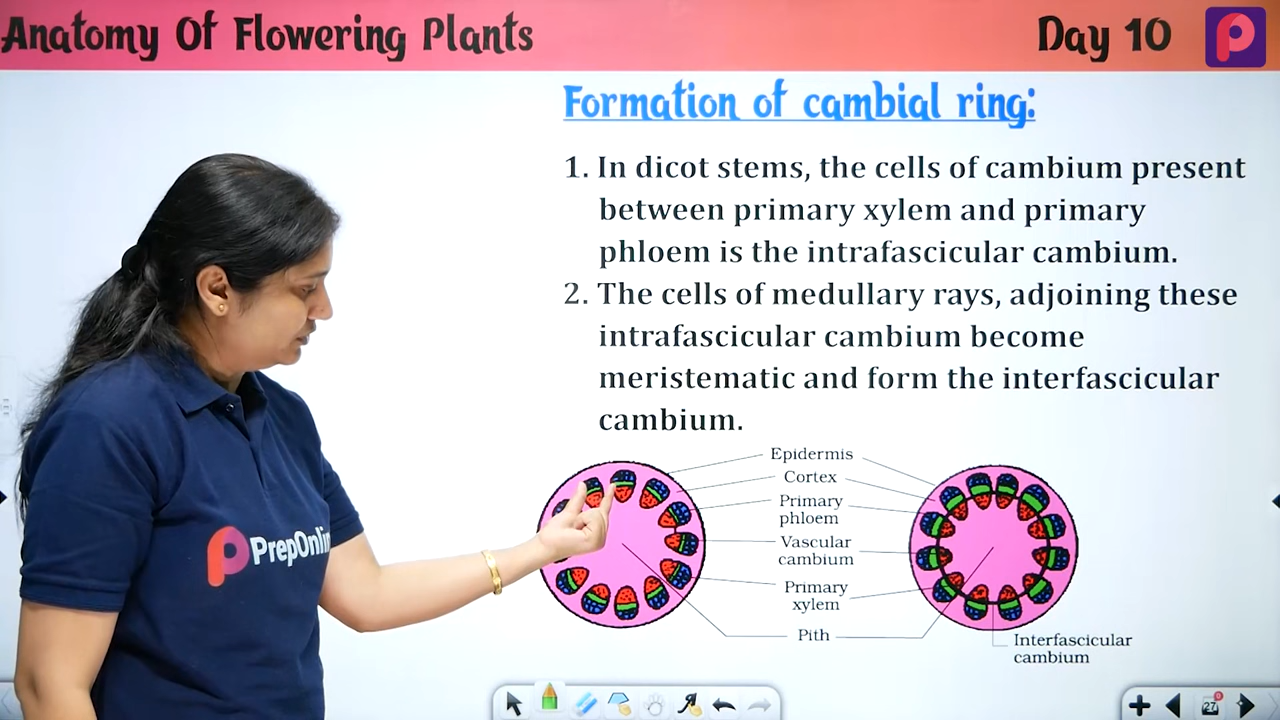 Anatomy Of Flowering Plants
Day 10
Formation of cambial ring:
1. In dicot stems, the cells of cambium present
between primary xylem and primary
phloem is the intrafascicular cambium.
2. The cells of medullary rays, adjoining these
intrafascicular cambium become
meristematic and form the interfascicular
cambium.
Epidermis
Cortex
Primary
phloem
Vascular
cambium
Primary
xylem
Pith
Interfascicular
cambium
27